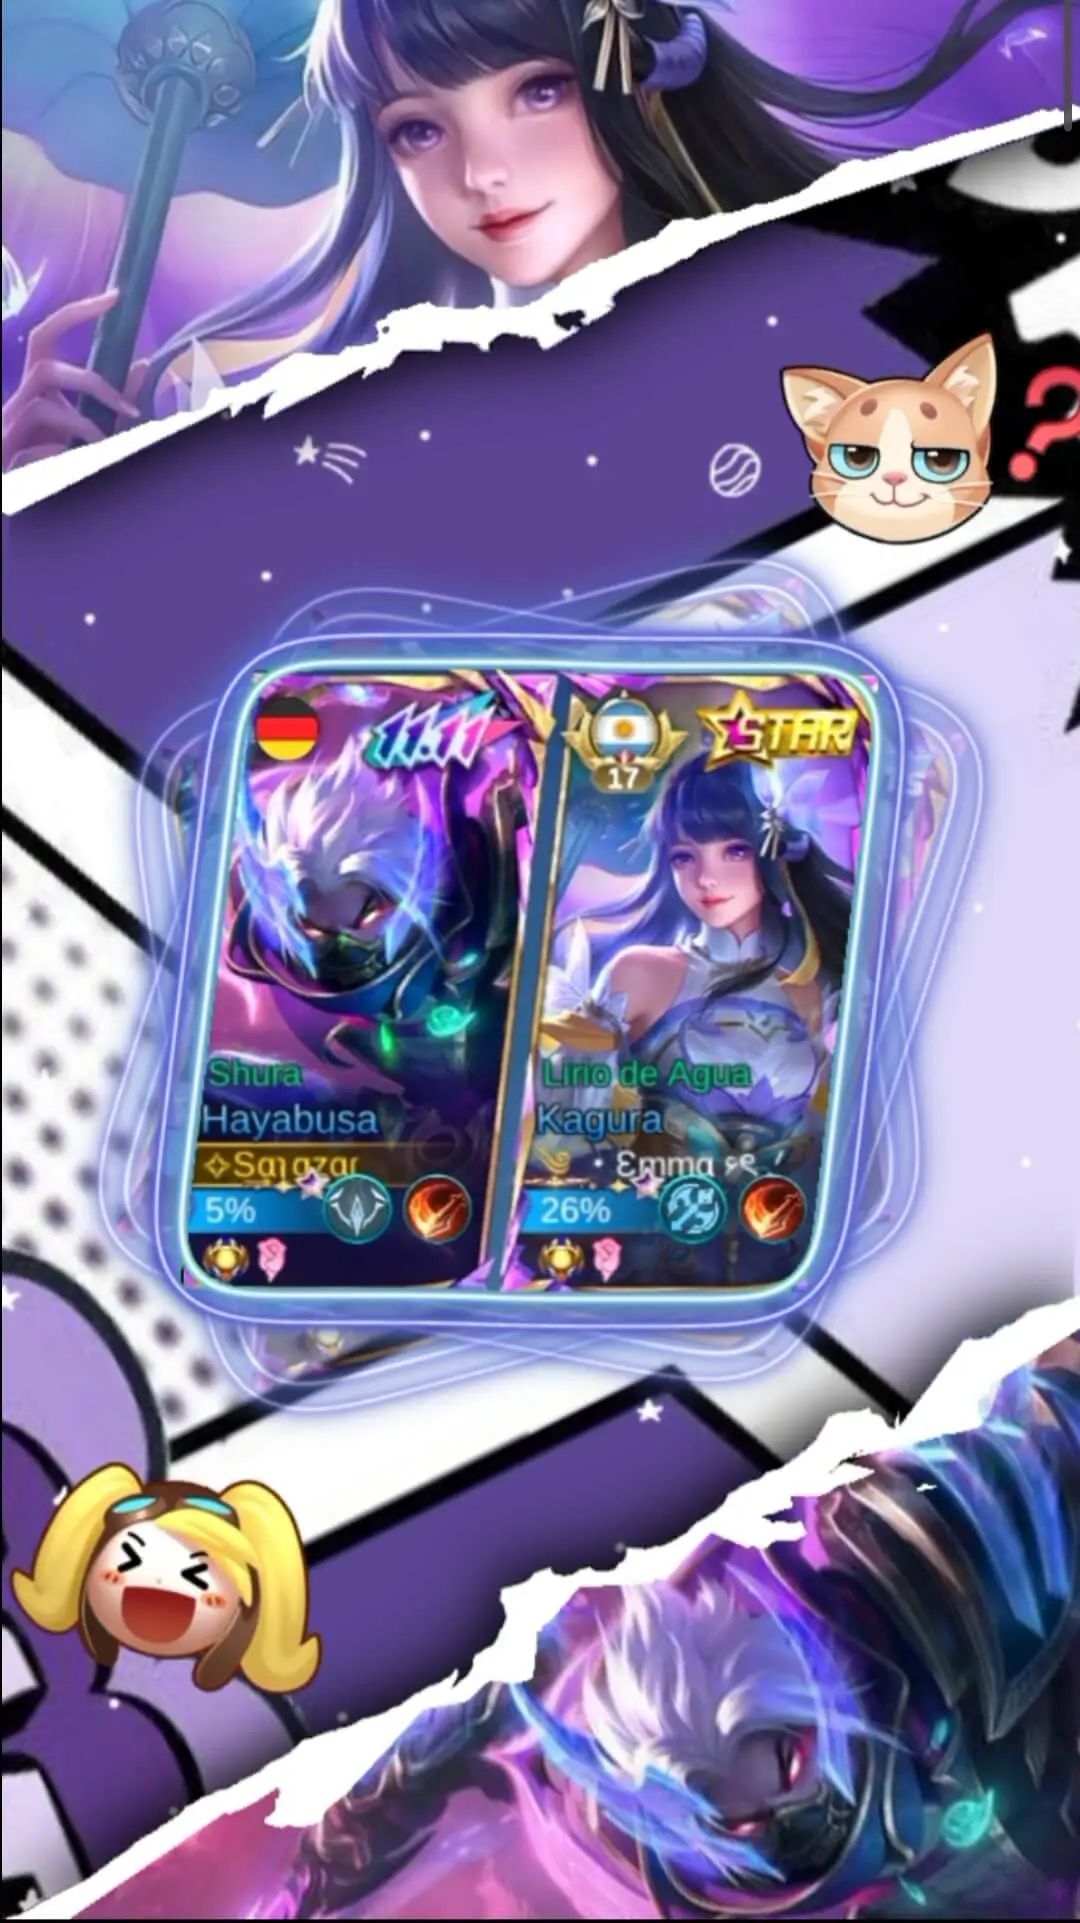 11.11
STAR
17
Shura
Hayabusa
Lirio de Agua
Kagura
Salazar
Emma
5%
26%
?